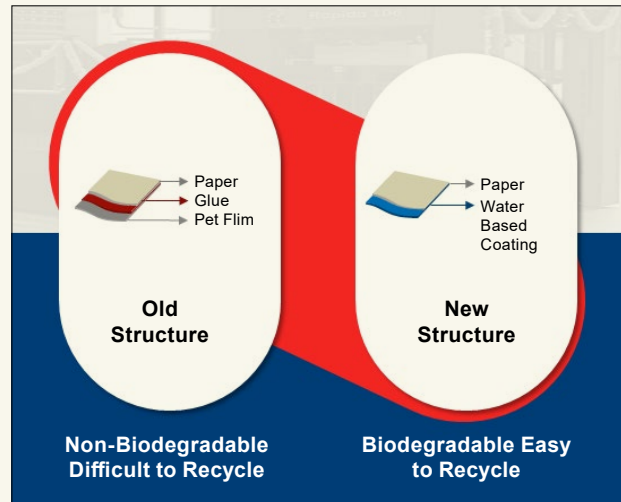 Paper
Glue
Pet Flim
Old
Structure
Non-Biodegradable
Difficult to Recycle
Paper
Water
Based
Coating
New
Structure
Biodegradable Easy
to Recycle